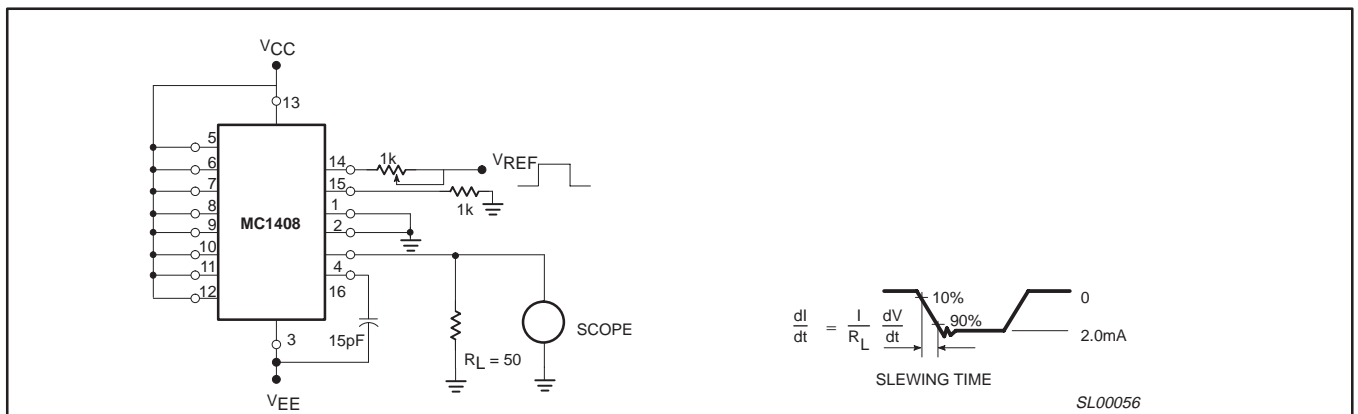 VCC
13
5
6
7
8
9
10
11
12
MC1408
14
15
1
2
4
16
1k
VREF
1k
3
15pF
RL = 50
SCOPE
VEE
dI/dt = I/RL dV/dt
10%
90%
0
2.0mA
SLEWING TIME
SL00056